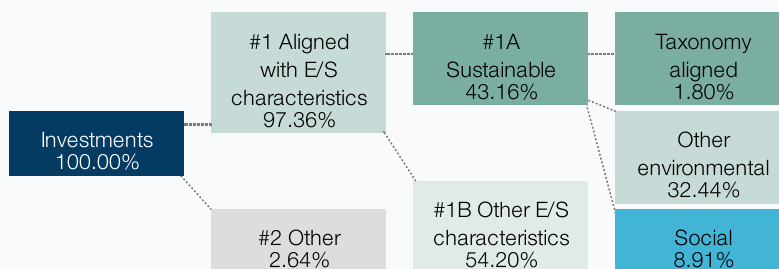 Investments
100.00%
#1 Aligned
with E/S
characteristics
97.36%
#2 Other
2.64%
#1A
Sustainable
43.16%
#1B Other E/S
characteristics
54.20%
Taxonomy
aligned
1.80%
Other
environmental
32.44%
Social
8.91%